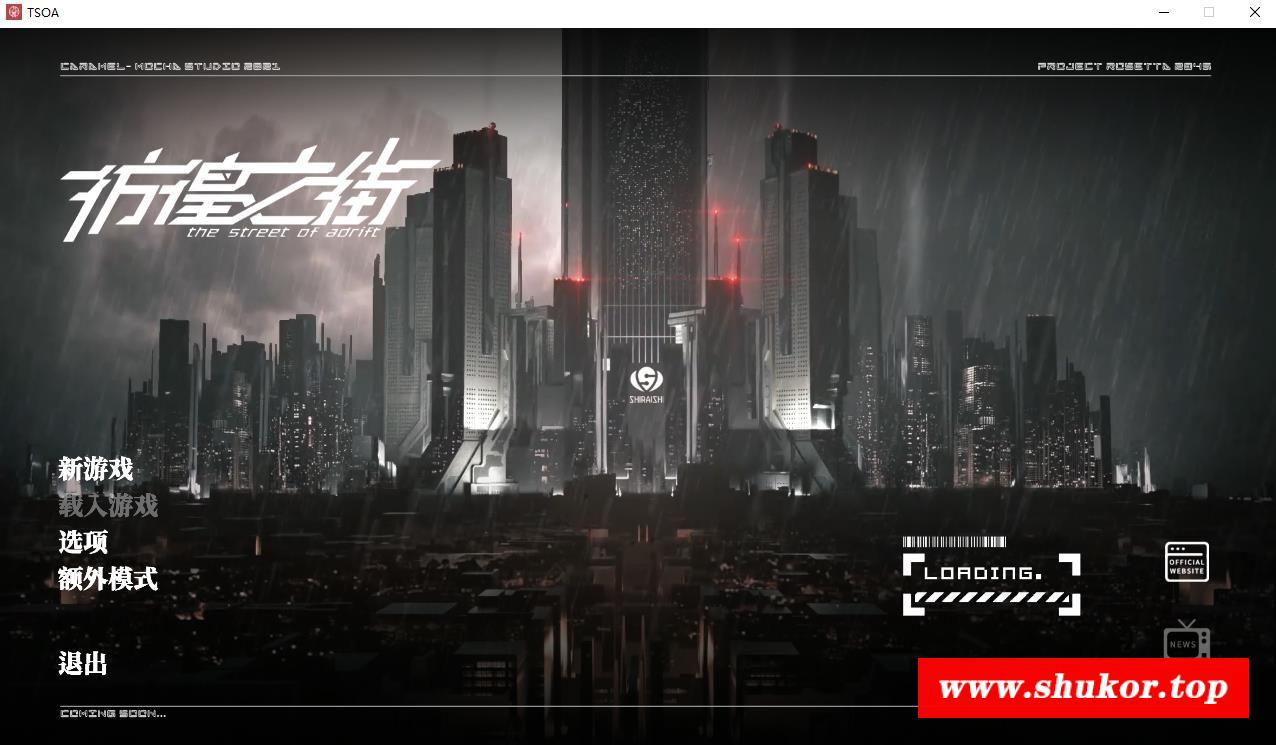 TSOA
CARAMEL- MOCHA STUDIO 2021
PROJECT ROSETTA 2045
彷徨之街
the street of adrift
SHIRAISHI
新游戏
载入游戏
选项
额外模式
退出
LOADING.
OFFICIAL
WEBSITE
NEWS
www.shukor.top
COMING SOON...